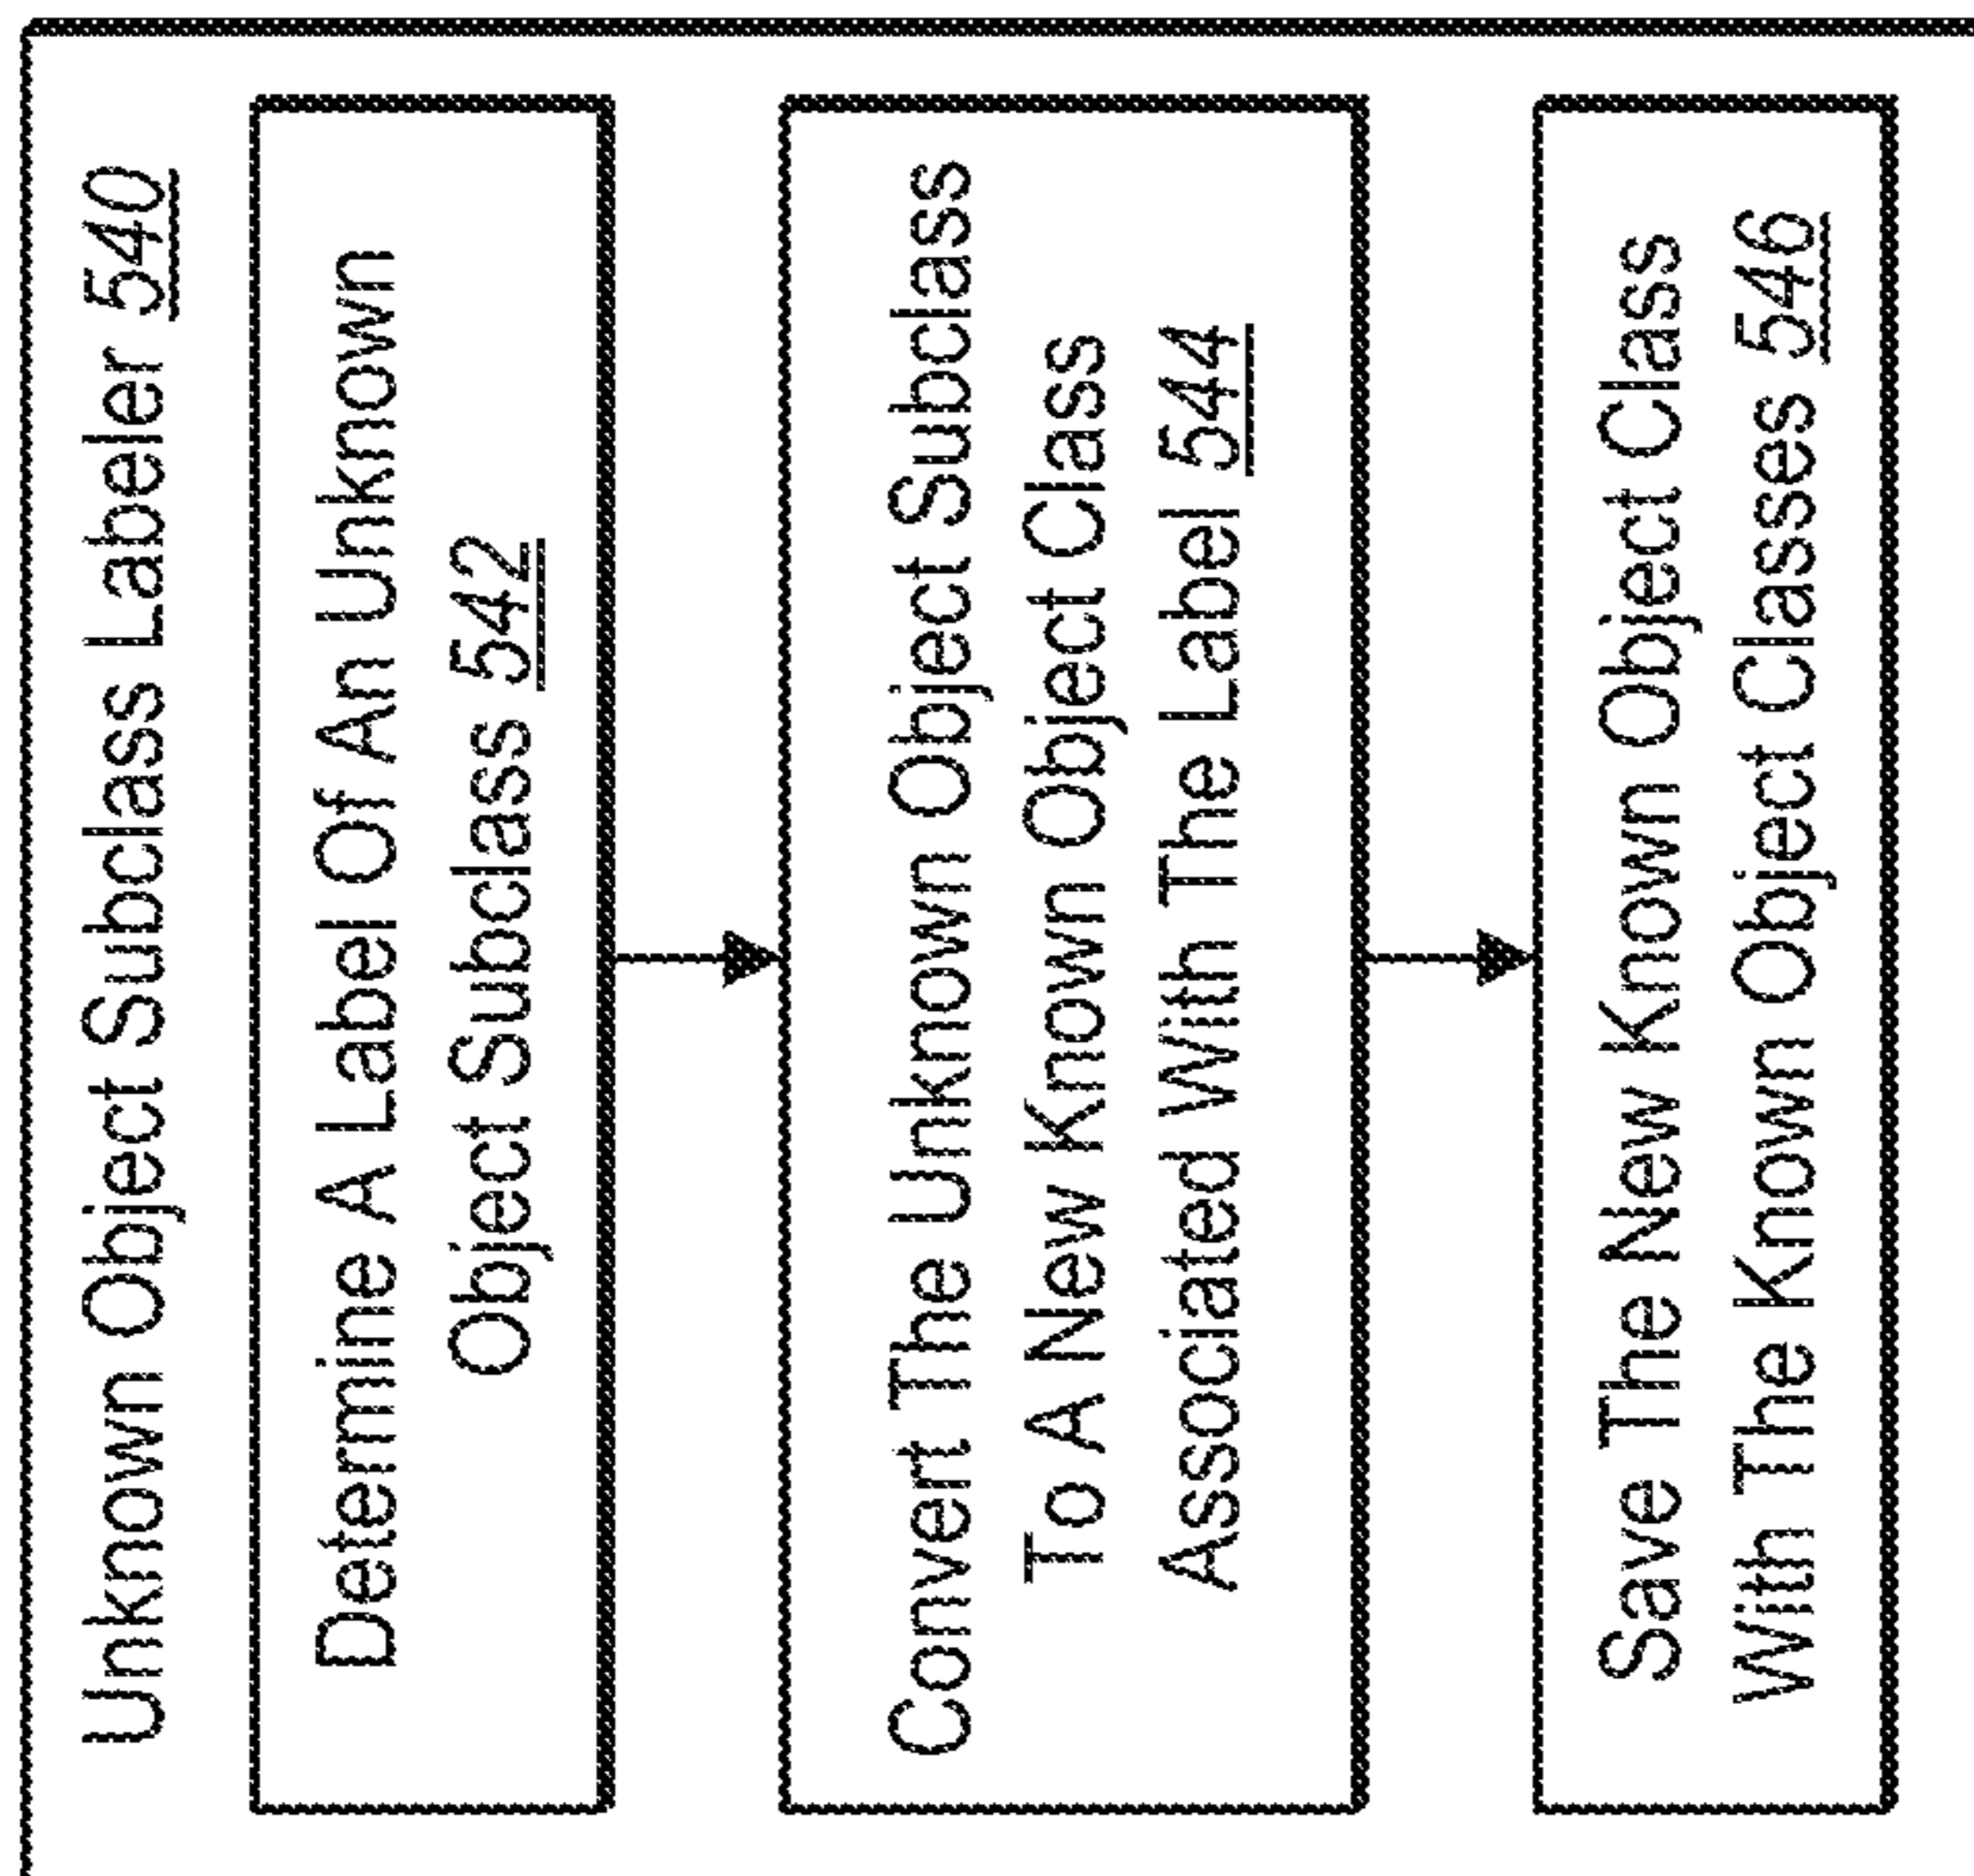 Unknown Object Subclass Labeler 540
Determine A Label Of An Unknown
Object Subclass 542
Convert The Unknown Object Subclass
To A New Known Object Class
Associated With The Label 544
Save The New Known Object Class
With The Known Object Classes 546